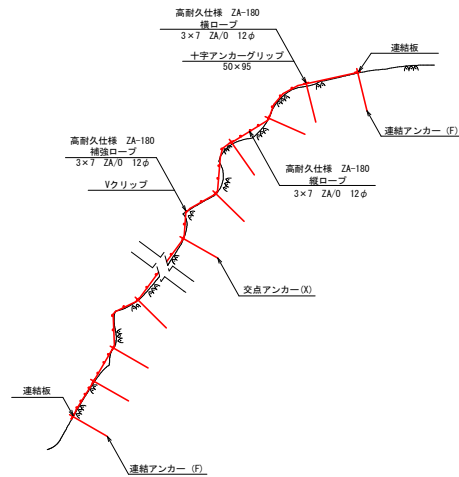 高耐久仕様 ZA-180
横ロープ
3×7 ZA/O 12φ
十字アンカーグリップ
50×95
連結板
連結アンカー(F)
高耐久仕様 ZA-180
補強ロープ
3×7 ZA/O 12φ
Vクリップ
高耐久仕様 ZA-180
縦ロープ
3×7 ZA/O 12φ
交点アンカー(X)
連結板
連結アンカー(F)